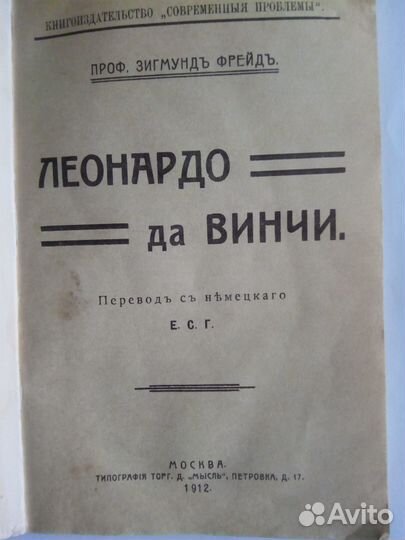 КНИГОИЗДАТЕЛЬСТВО „СОВРЕМЕННЫЯ ПРОБЛЕМЫ".
ПРОФ. ЗИГМУНДЪ ФРЕЙДЪ.
ЛЕОНАРДО
да ВИНЧИ.
Переводъ съ нѣмецкаго
Е. С. Г.
МОСКВА.
ТИПОГРАФІЯ ТОРГ. Д. „МЫСЛЬ", ПЕТРОВКА, Д. 17.
1912.
Avito